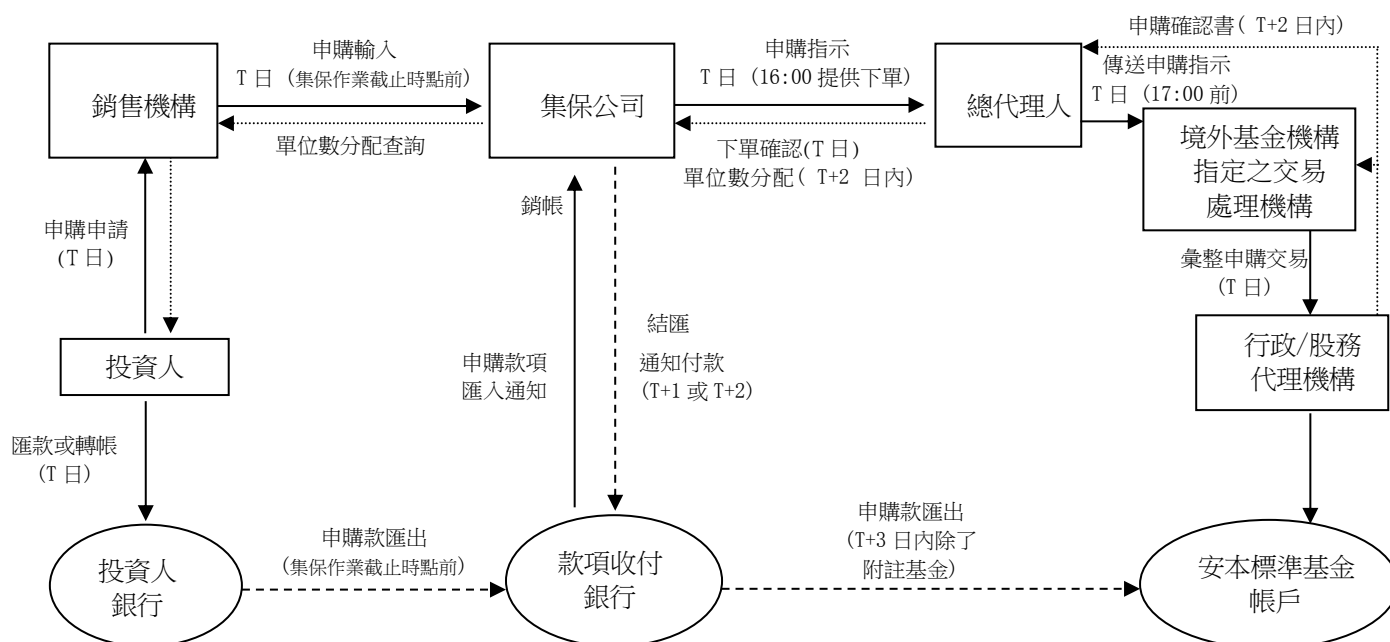 申購確認書( T+2 日內)
申購輸入
T 日 (集保作業截止時點前)
申購指示
T 日 (16:00 提供下單)
傳送申購指示
T 日 (17:00 前)
銷售機構
集保公司
總代理人
單位數分配查詢
下單確認(T 日)
單位數分配( T+2 日內)
境外基金機構
指定之交易
處理機構
申購申請
(T 日)
銷帳
彙整申購交易
(T 日)
投資人
申購款項
匯入通知
結匯
通知付款
(T+1 或 T+2)
行政/股務
代理機構
匯款或轉帳
(T 日)
申購款匯出
(集保作業截止時點前)
申購款匯出
(T+3 日內除了
附註基金)
投資人
銀行
款項收付
銀行
安本標準基金
帳戶